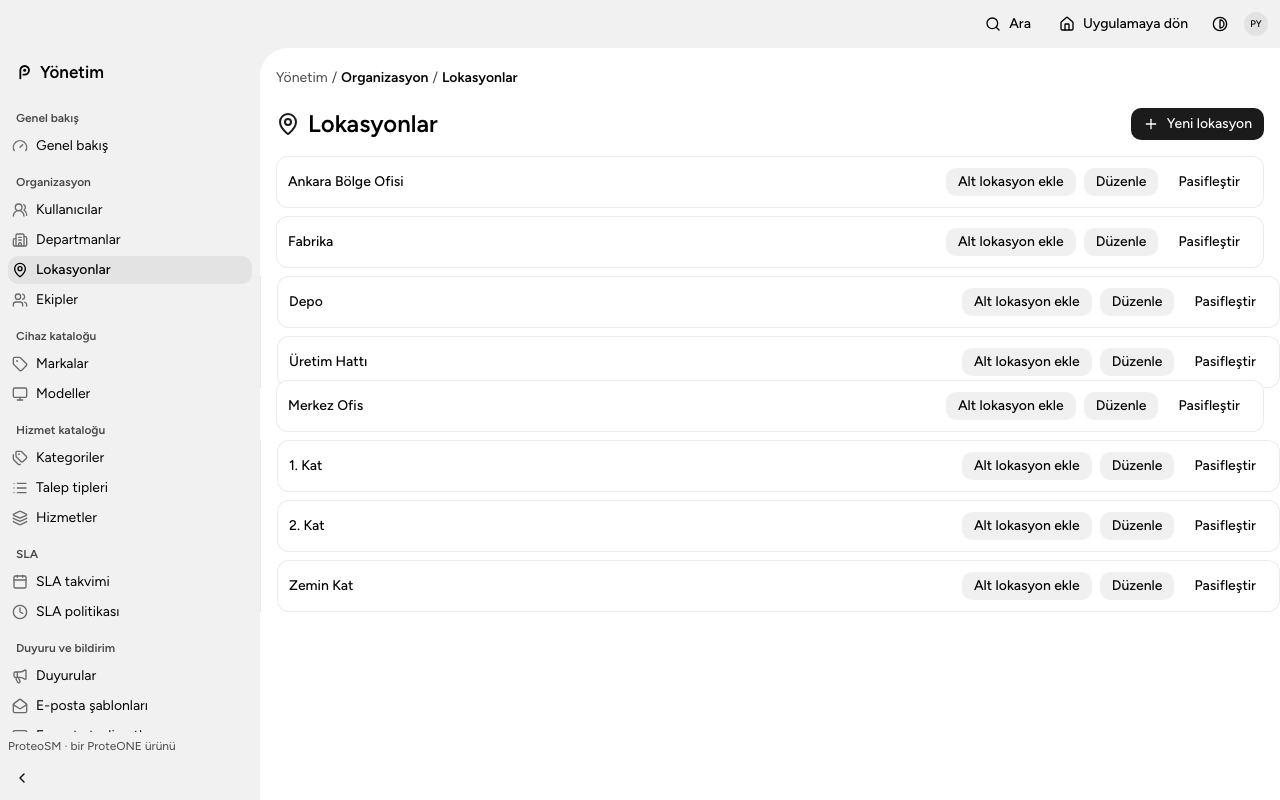 Ara
Uygulamaya dön
PY
Yönetim
Genel bakış
Genel bakış
Organizasyon
Kullanıcılar
Departmanlar
Lokasyonlar
Ekipler
Cihaz kataloğu
Markalar
Modeller
Hizmet kataloğu
Kategoriler
Talep tipleri
Hizmetler
SLA
SLA takvimi
SLA politikası
Duyuru ve bildirim
Duyurular
E-posta şablonları
ProteoSM · bir ProteONE ürünü
Yönetim / Organizasyon / Lokasyonlar
Lokasyonlar
Yeni lokasyon
Ankara Bölge Ofisi Alt lokasyon ekle Düzenle Pasifleştir
Fabrika Alt lokasyon ekle Düzenle Pasifleştir
Depo Alt lokasyon ekle Düzenle Pasifleştir
Üretim Hattı Alt lokasyon ekle Düzenle Pasifleştir
Merkez Ofis Alt lokasyon ekle Düzenle Pasifleştir
1. Kat Alt lokasyon ekle Düzenle Pasifleştir
2. Kat Alt lokasyon ekle Düzenle Pasifleştir
Zemin Kat Alt lokasyon ekle Düzenle Pasifleştir